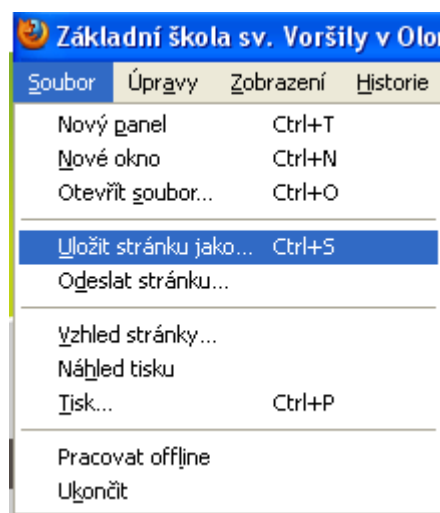 Základní škola sv. Voršily v Olo
Soubor Úpravy Zobrazení Historie
Nový panel Ctrl+T
Nové okno Ctrl+N
Otevřít soubor... Ctrl+O
Uložit stránku jako... Ctrl+S
Odeslat stránku...
Vzhled stránky...
Náhled tisku
Tisk... Ctrl+P
Pracovat offline
Ukončit